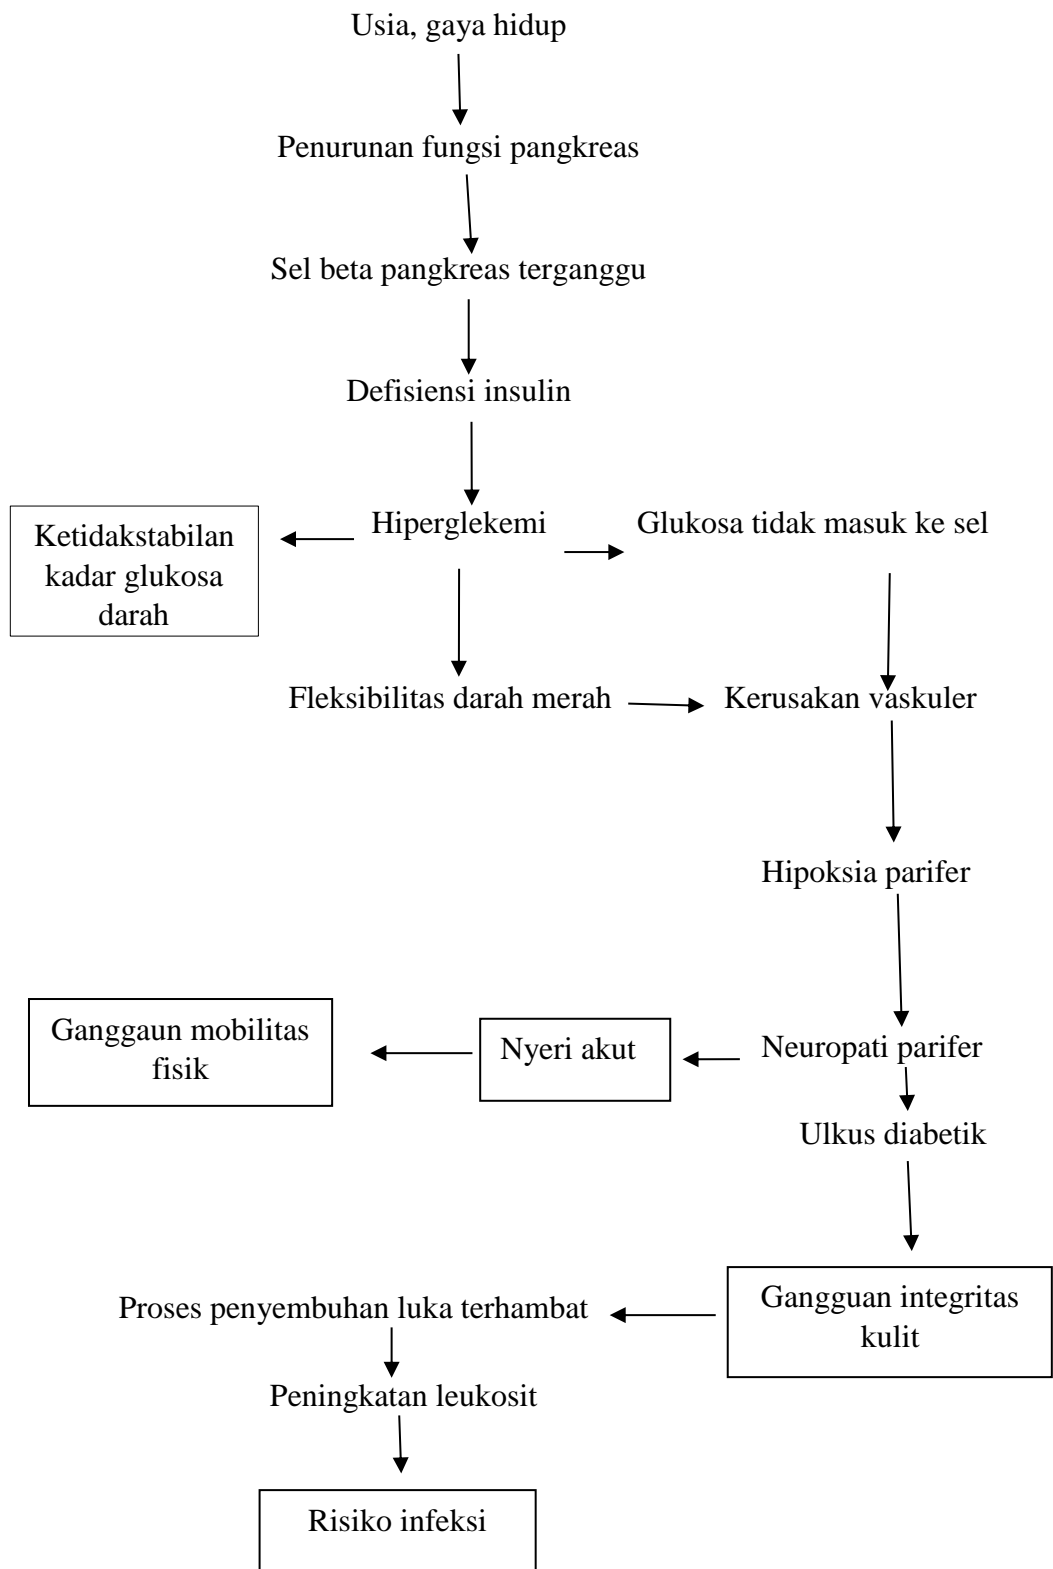 Usia, gaya hidup
Penurunan fungsi pangkreas
Sel beta pangkreas terganggu
Defisiensi insulin
Ketidakstabilan
kadar glukosa
darah
Hiperglekemi
Glukosa tidak masuk ke sel
Fleksibilitas darah merah
Kerusakan vaskuler
Hipoksia parifer
Ganggaun mobilitas
fisik
Nyeri akut
Neuropati parifer
Ulkus diabetik
Gangguan integritas
kulit
Proses penyembuhan luka terhambat
Peningkatan leukosit
Risiko infeksi